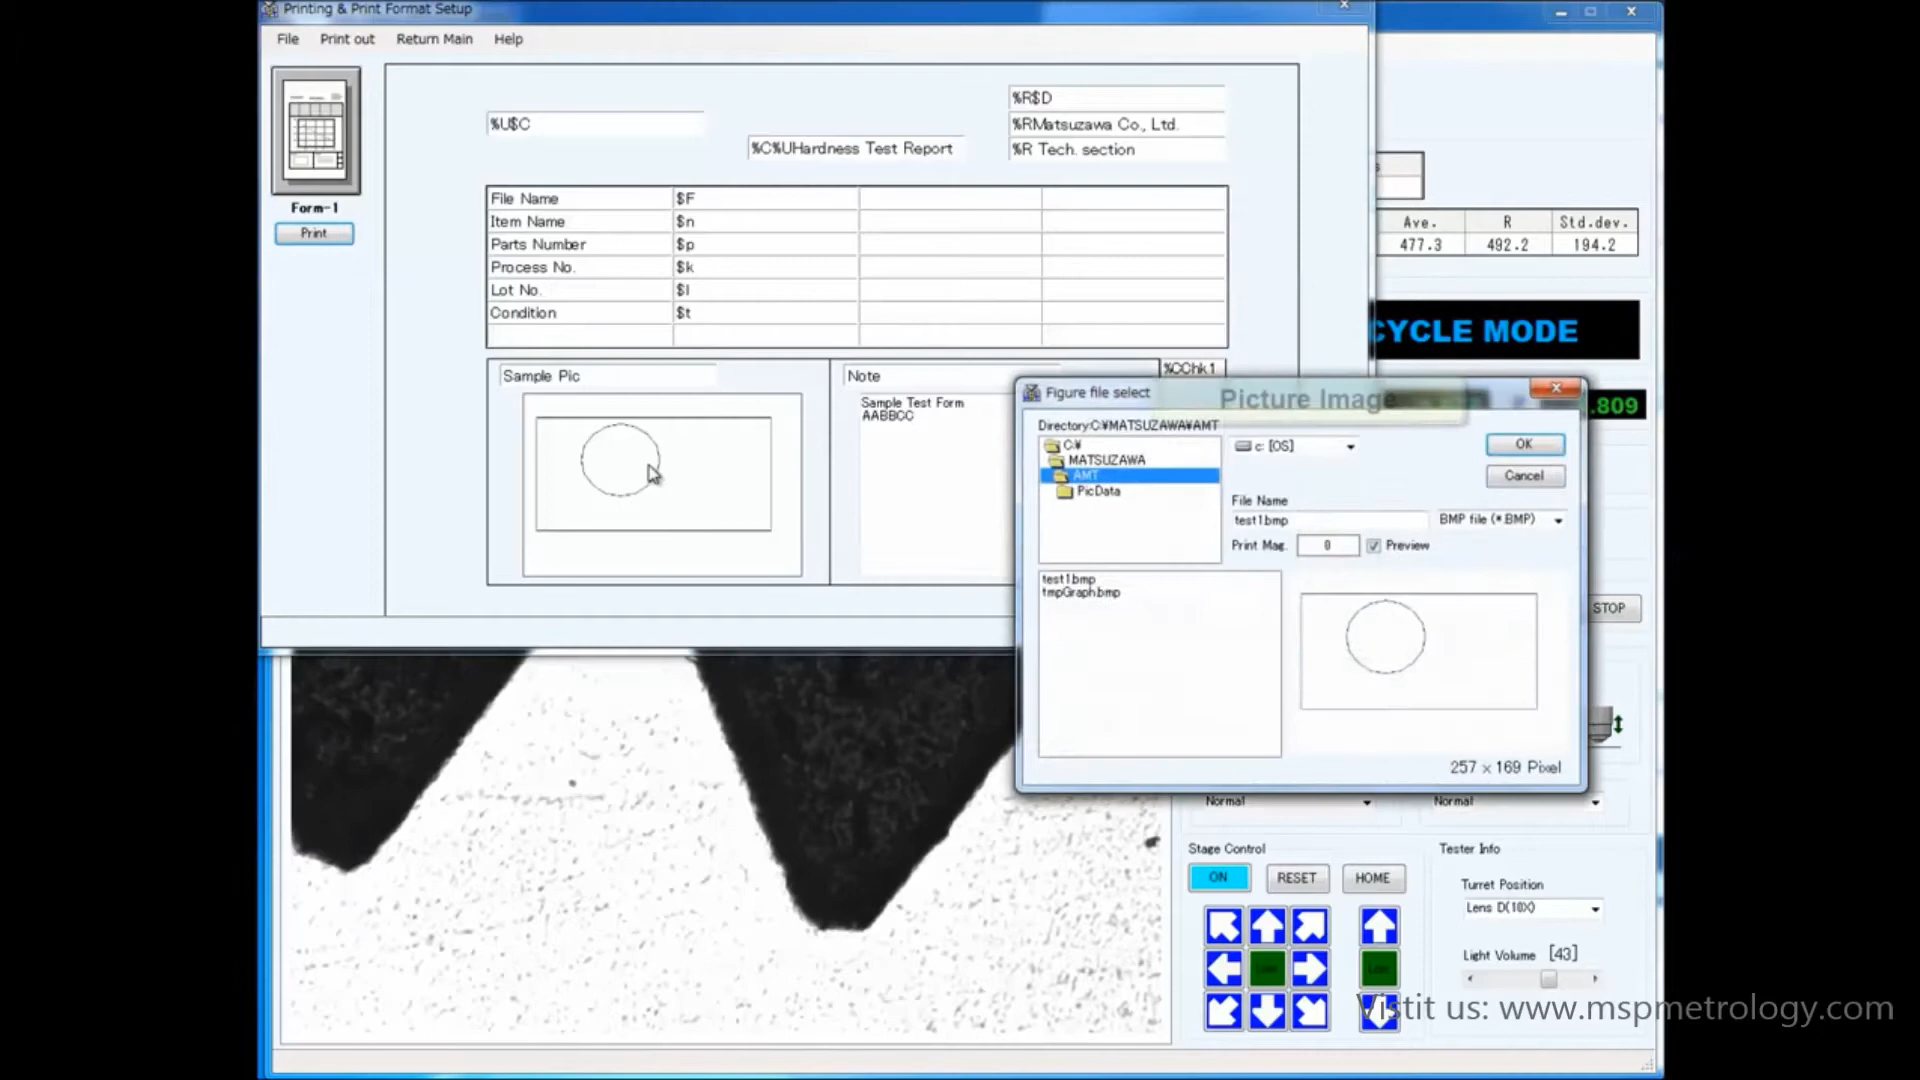 Printing & Print Format Setup
File Print out Return Main Help
%U$C
%R$D
%RMatsuzawa Co., Ltd.
%C%UHardness Test Report
%R Tech. section
Form-1
Print
File Name $F
Item Name $n
Parts Number $p
Process No. $k
Lot No. $l
Condition $t
Ave. R Std.dev.
477.3 492.2 194.2
CYCLE MODE
Sample Pic
Note
%CChk1
Sample Test Form
AABBCC
.809
Figure file select
Picture Image
Directory:C:¥MATSUZAWA¥AMT
C:¥
MATSUZAWA
AMT
PicData
c: [OS]
OK
Cancel
File Name
test1.bmp
BMP file (*.BMP)
Print Mag. 0 Preview
test1.bmp
tmpGraph.bmp
257 × 169 Pixel
STOP
Normal Normal
Stage Control
ON RESET HOME
Tester Info
Turret Position
Lens D(10X)
Light Volume [43]
Vistit us: www.mspmetrology.com